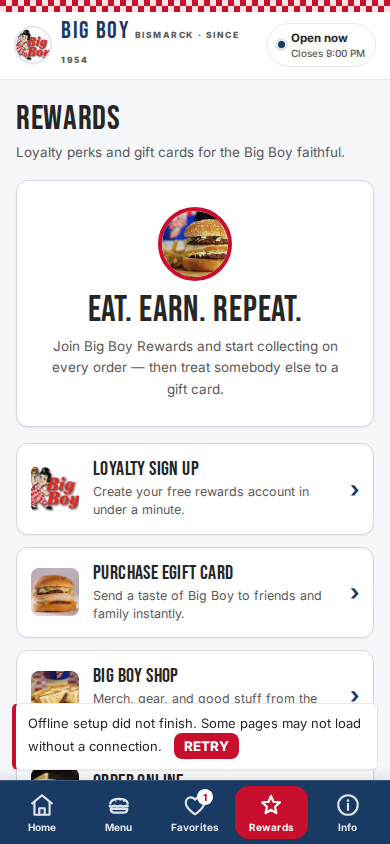 BIG BOY BISMARCK · SINCE
1954
Open now
Closes 9:00 PM
REWARDS
Loyalty perks and gift cards for the Big Boy faithful.
EAT. EARN. REPEAT.
Join Big Boy Rewards and start collecting on
every order — then treat somebody else to a
gift card.
Big
Boy
LOYALTY SIGN UP
Create your free rewards account in
under a minute.
PURCHASE EGIFT CARD
Send a taste of Big Boy to friends and
family instantly.
BIG BOY SHOP
Merch, gear, and good stuff from the
Offline setup did not finish. Some pages may not load
without a connection. RETRY
ORDER ONLINE
1
Home
Menu
Favorites
Rewards
Info